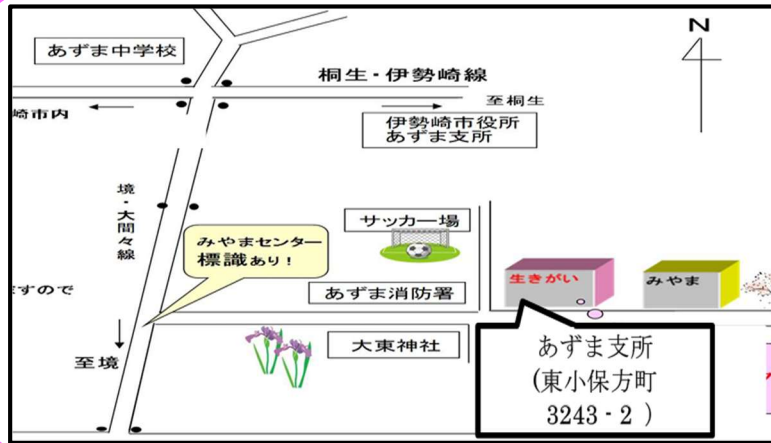 N
あずま中学校
桐生・伊勢崎線
至桐生
崎市内
伊勢崎市役所
あずま支所
境・大間々線
サッカー場
みやまセンター
標識あり！
生きがい
みやま
ますので
あずま消防署
至境
大東神社
あずま支所
(東小保方町
3243‐2 )